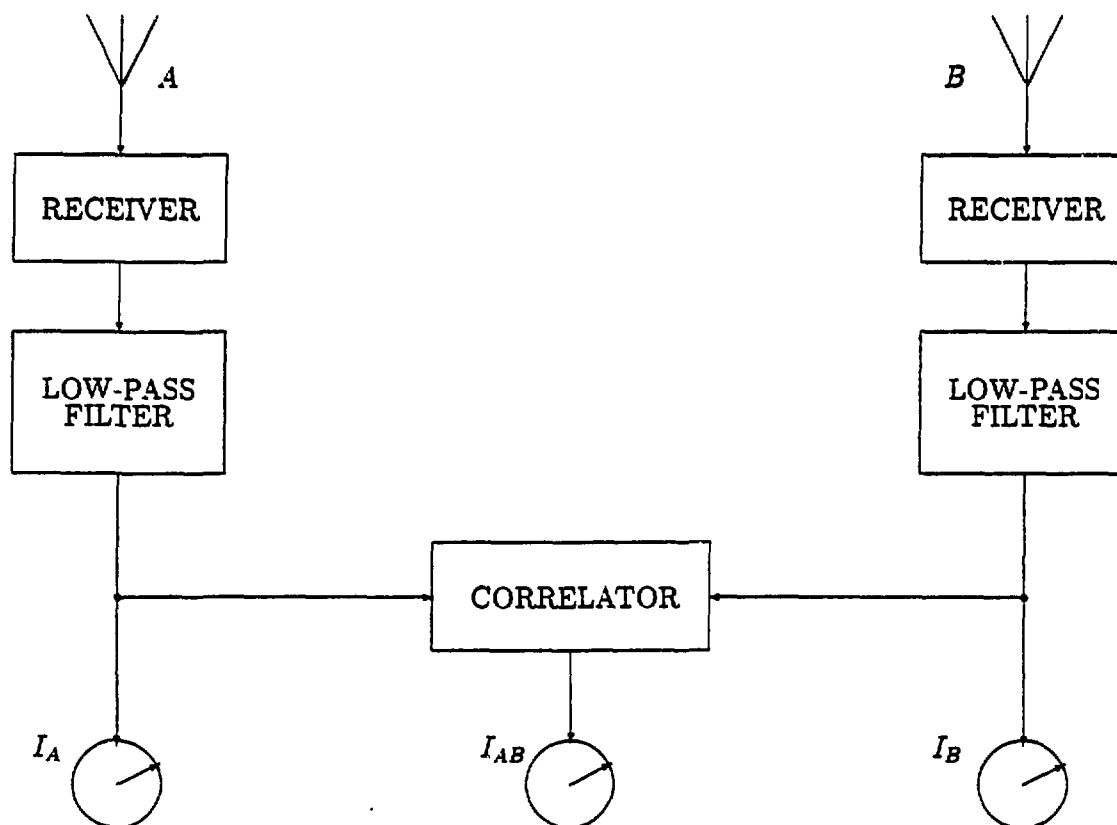 A
B
RECEIVER
RECEIVER
LOW-PASS
FILTER
LOW-PASS
FILTER
CORRELATOR
I_A
I_AB
I_B